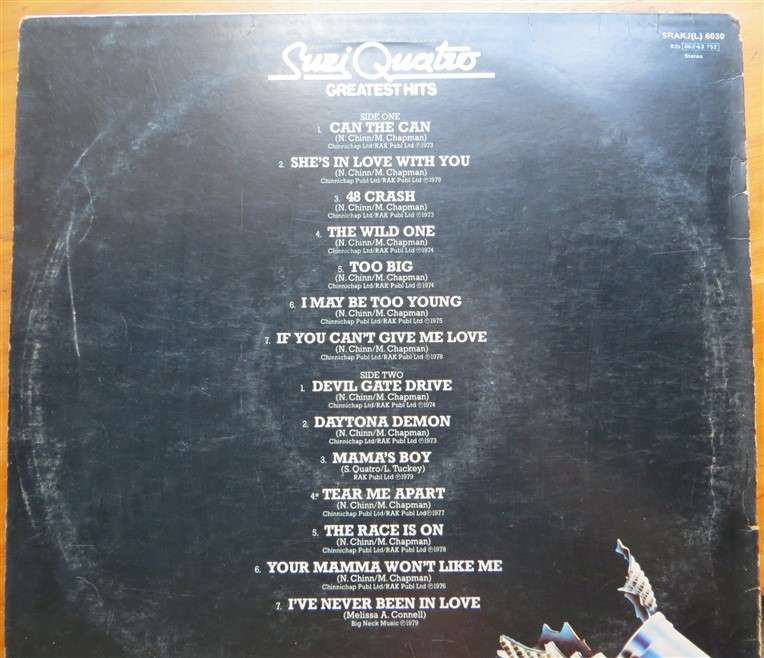 SRAKJ(L) 6030
Stereo
Suzi Quatro
GREATEST HITS
SIDE ONE
1. CAN THE CAN
(N. Chinn/M. Chapman)
Chinnichap Ltd/RAK Publ Ltd ℗1973
2. SHE'S IN LOVE WITH YOU
(N. Chinn/M. Chapman)
Chinnichap Publ Ltd/RAK Publ Ltd ℗1979
3. 48 CRASH
(N. Chinn/M. Chapman)
Chinnichap Ltd/RAK Publ Ltd ℗1973
4. THE WILD ONE
(N. Chinn/M. Chapman)
Chinnichap Publ Ltd/RAK Publ Ltd ℗1974
5. TOO BIG
(N. Chinn/M. Chapman)
Chinnichap Ltd/RAK Publ Ltd ℗1974
6. I MAY BE TOO YOUNG
(N. Chinn/M. Chapman)
Chinnichap Publ Ltd/RAK Publ Ltd ℗1975
7. IF YOU CAN'T GIVE ME LOVE
(N. Chinn/M. Chapman)
Chinnichap Publ Ltd/RAK Publ Ltd ℗1978
SIDE TWO
1. DEVIL GATE DRIVE
(N. Chinn/M. Chapman)
Chinnichap Ltd/RAK Publ Ltd ℗1974
2. DAYTONA DEMON
(N. Chinn/M. Chapman)
Chinnichap Ltd/RAK Publ Ltd ℗1973
3. MAMA'S BOY
(S. Quatro/L. Tuckey)
RAK Publ Ltd ℗1979
4.* TEAR ME APART
(N. Chinn/M. Chapman)
Chinnichap Publ Ltd/RAK Publ Ltd ℗1977
5. THE RACE IS ON
(N. Chinn/M. Chapman)
Chinnichap Publ Ltd/RAK Publ Ltd ℗1978
6. YOUR MAMMA WON'T LIKE ME
(N. Chinn/M. Chapman)
Chinnichap Publ Ltd/RAK Publ Ltd ℗1976
7. I'VE NEVER BEEN IN LOVE
(Melissa A. Connell)
Big Neck Music ℗1979